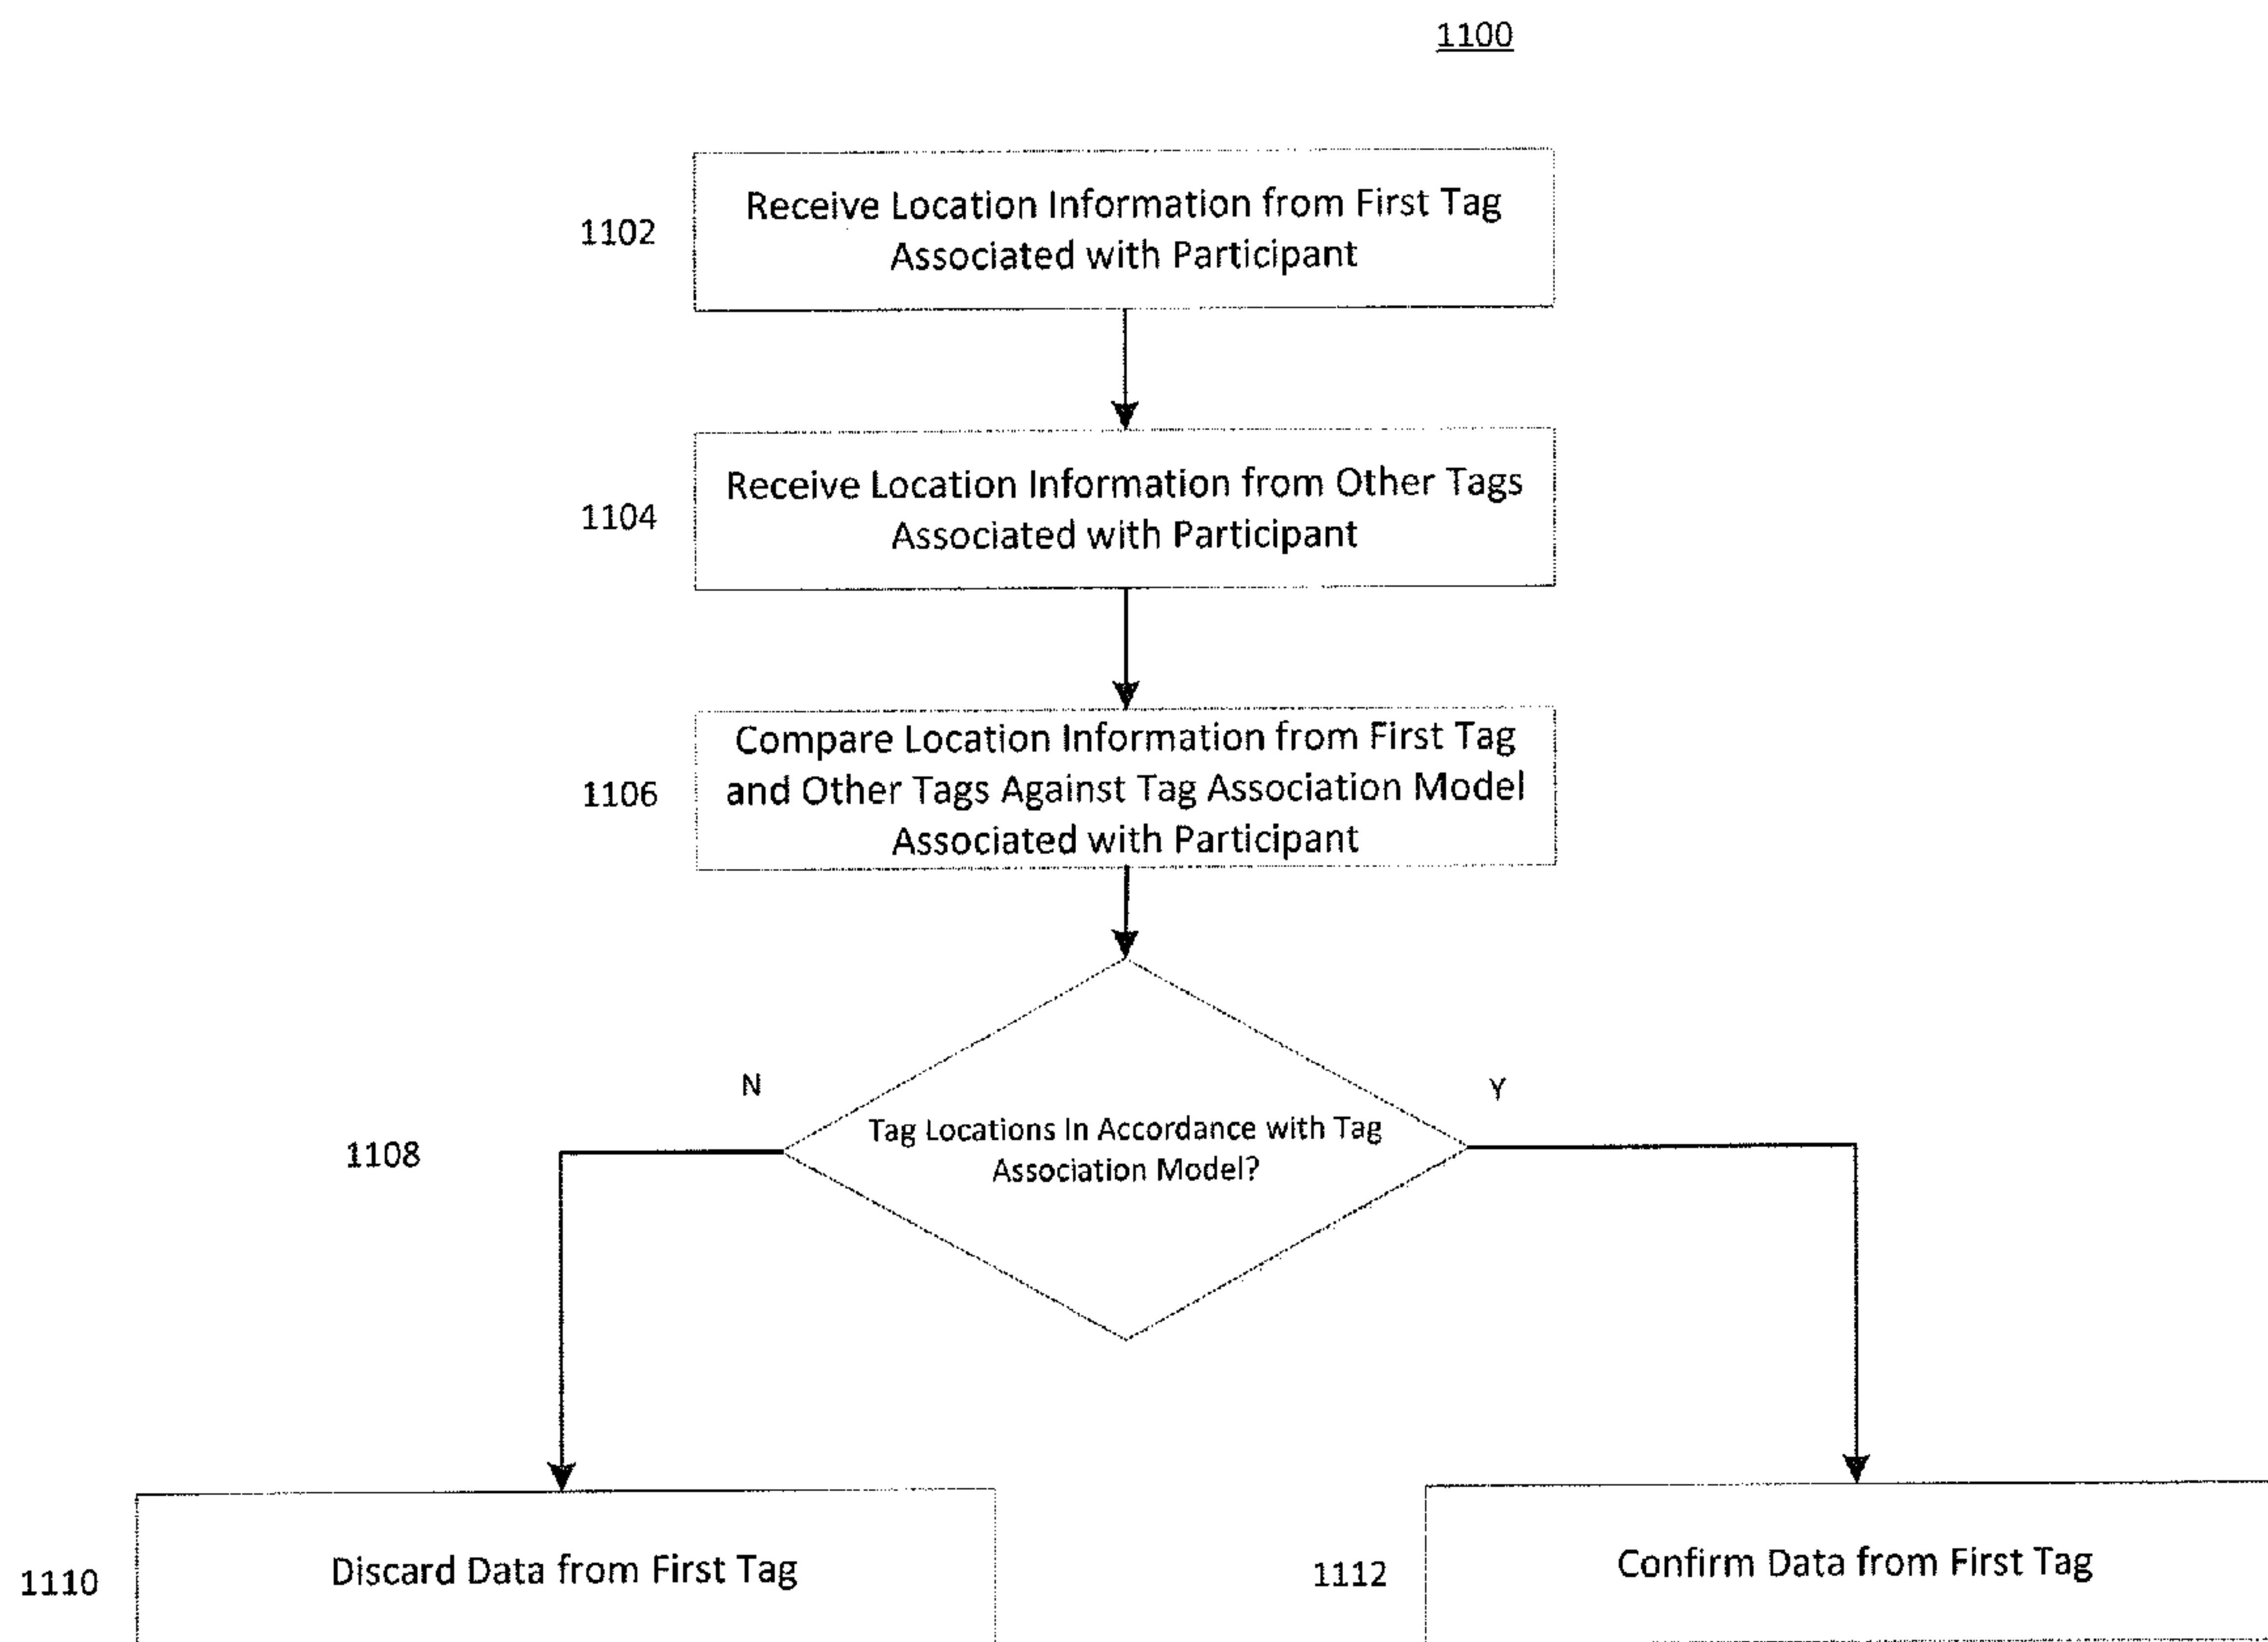 1100
1102
Receive Location Information from First Tag
Associated with Participant
1104
Receive Location Information from Other Tags
Associated with Participant
1106
Compare Location Information from First Tag
and Other Tags Against Tag Association Model
Associated with Participant
1108
N
Y
Tag Locations In Accordance with Tag
Association Model?
1110
Discard Data from First Tag
1112
Confirm Data from First Tag